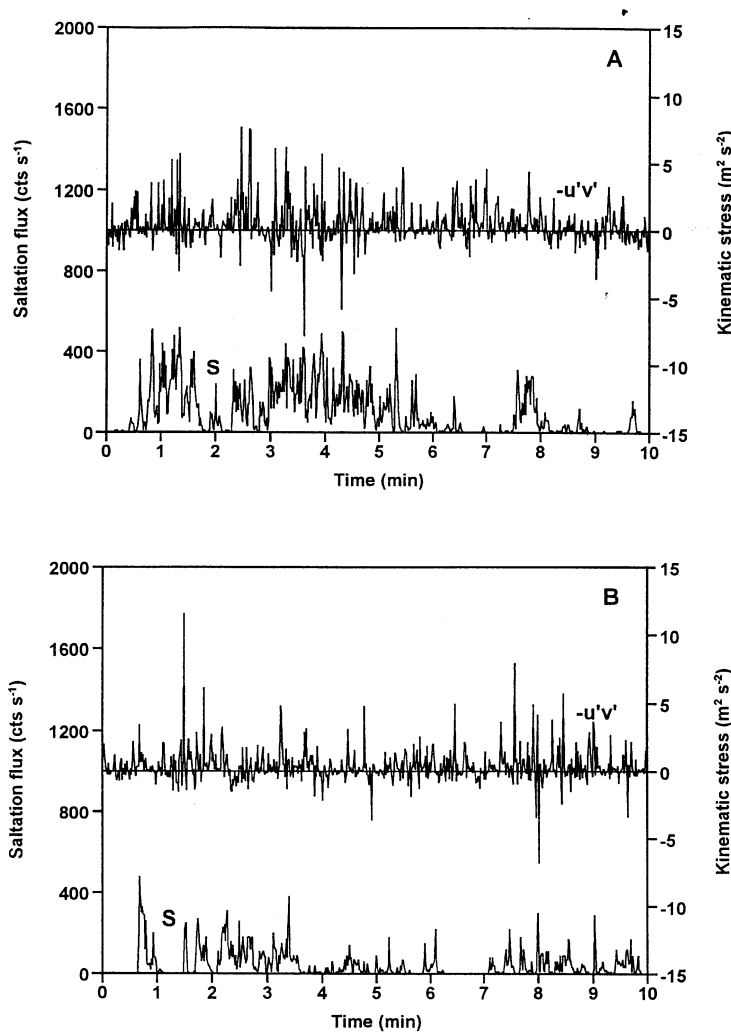 2000
1600
1200
800
400
0
Saltation flux (cts s⁻¹)
A
-u'v'
S
15
10
5
0
-5
-10
-15
Kinematic stress (m² s⁻²)
0 1 2 3 4 5 6 7 8 9 10
Time (min)
2000
1600
1200
800
400
0
Saltation flux (cts s⁻¹)
B
-u'v'
S
15
10
5
0
-5
-10
-15
Kinematic stress (m² s⁻²)
0 1 2 3 4 5 6 7 8 9 10
Time (min)